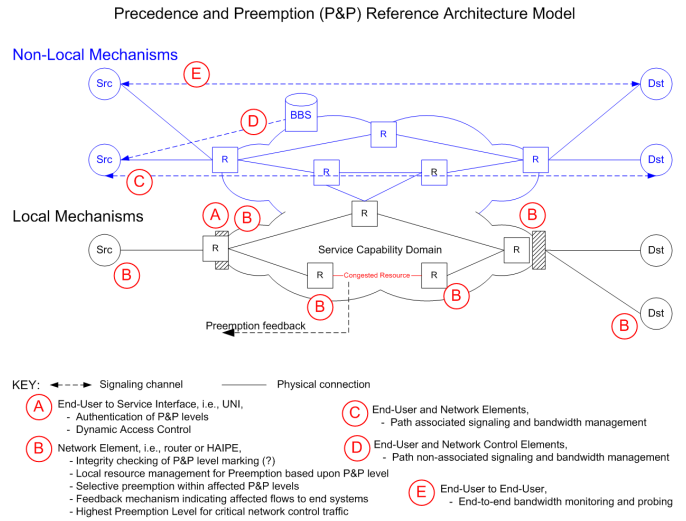 Precedence and Preemption (P&P) Reference Architecture Model
Non-Local Mechanisms
E
Src
Dst
BBS
D
R
Src
R
R
Dst
R
R
C
Local Mechanisms
A
B
R
B
Src
R
Service Capability Domain
R
Dst
B
R
Congested Resource
R
B
B
Dst
B
Preemption feedback
KEY:
Signaling channel
Physical connection
A
End-User to Service Interface, i.e., UNI,
- Authentication of P&P levels
- Dynamic Access Control
B
Network Element, i.e., router or HAIPE,
- Integrity checking of P&P level marking (?)
- Local resource management for Preemption based upon P&P level
- Selective preemption within affected P&P levels
- Feedback mechanism indicating affected flows to end systems
- Highest Preemption Level for critical network control traffic
C
End-User and Network Elements,
- Path associated signaling and bandwidth management
D
End-User and Network Control Elements,
- Path non-associated signaling and bandwidth management
E
End-User to End-User,
- End-to-end bandwidth monitoring and probing